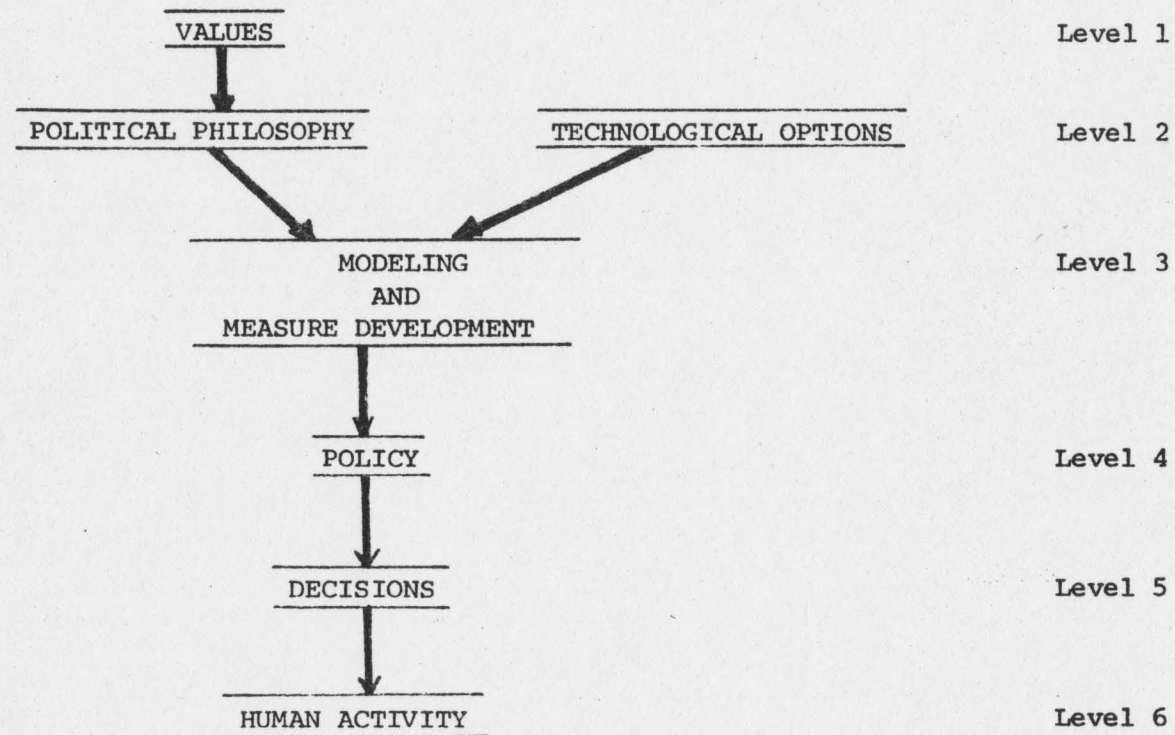 VALUES Level 1
POLITICAL PHILOSOPHY TECHNOLOGICAL OPTIONS Level 2
MODELING Level 3
AND
MEASURE DEVELOPMENT
POLICY Level 4
DECISIONS Level 5
HUMAN ACTIVITY Level 6